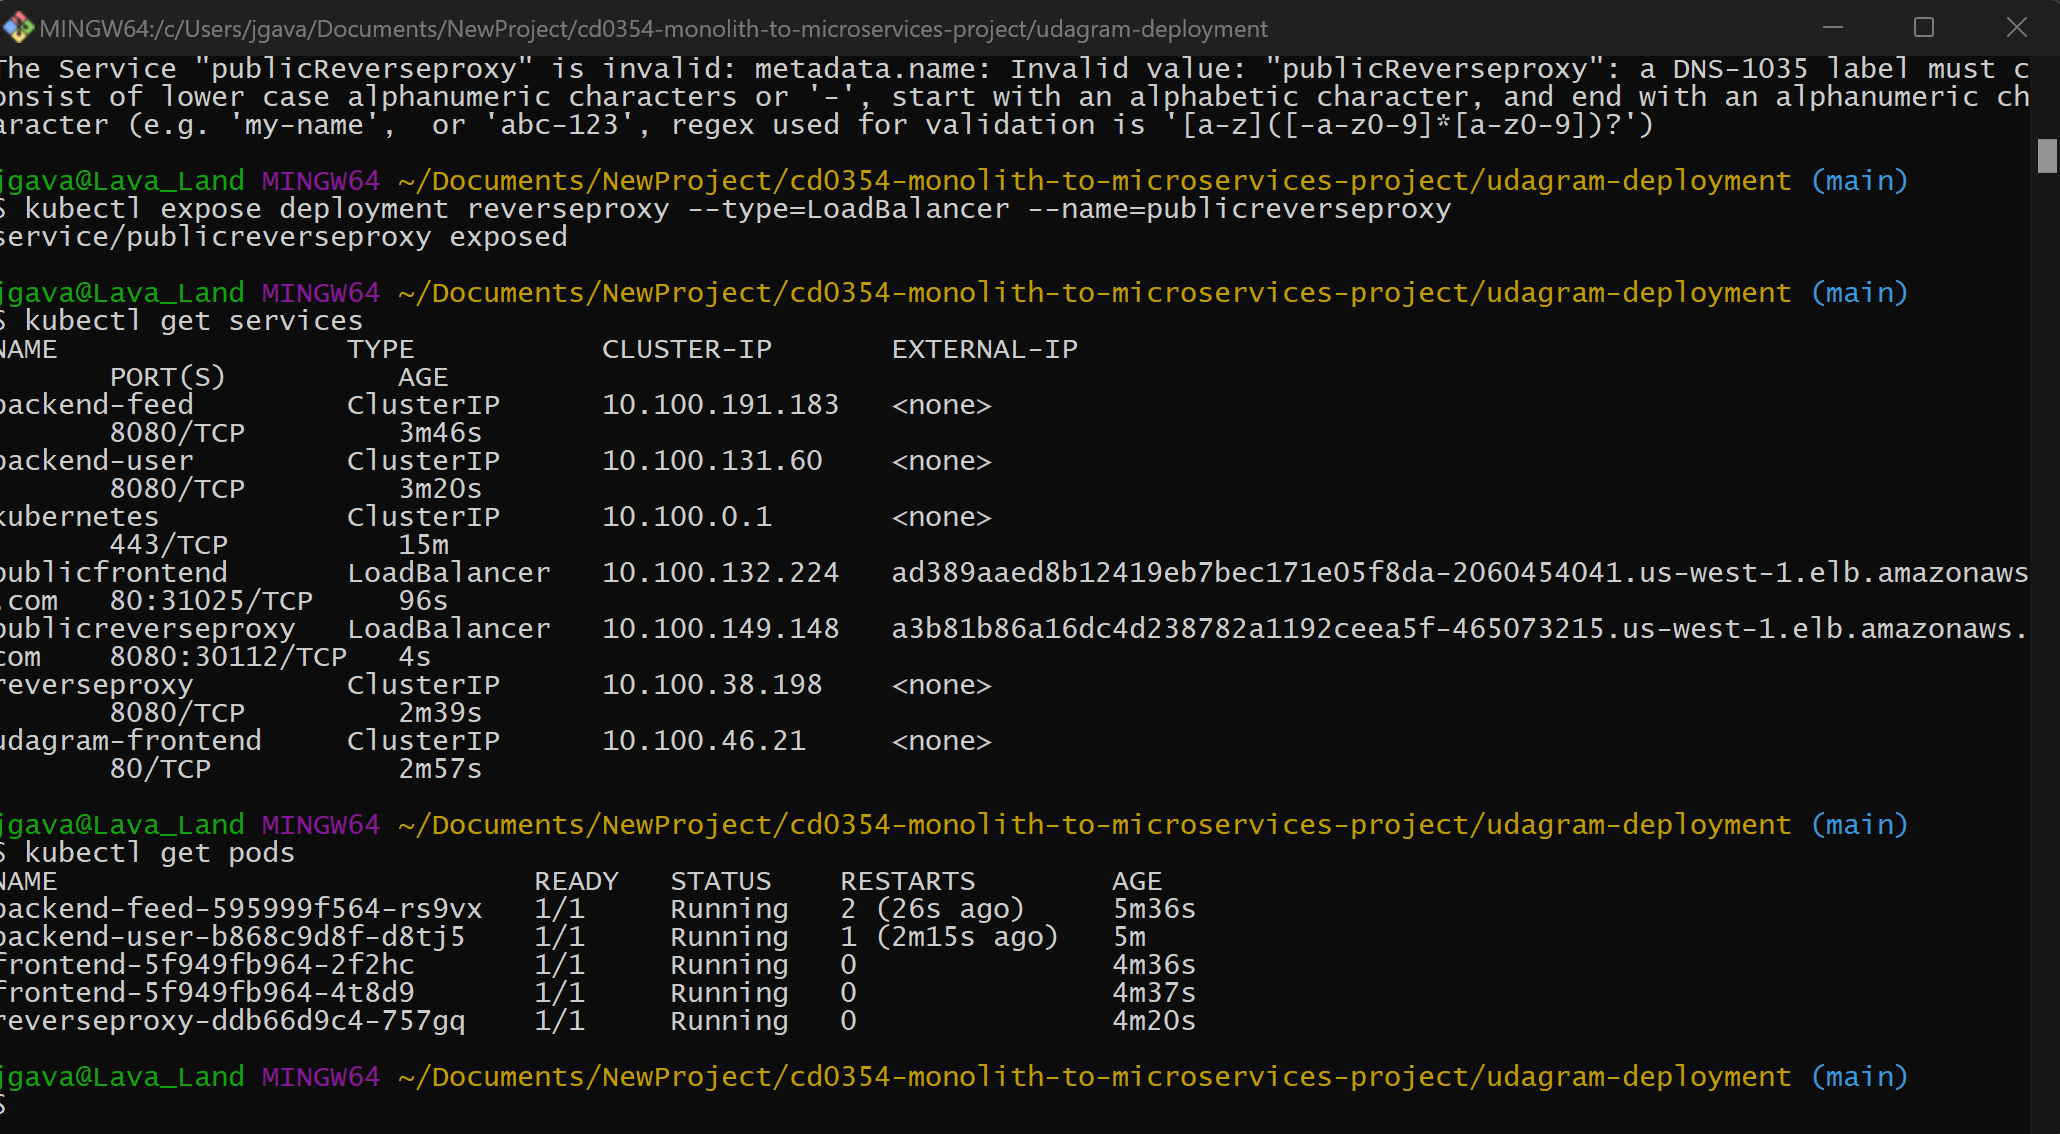 MINGW64:/c/Users/jgava/Documents/NewProject/cd0354-monolith-to-microservices-project/udagram-deployment
The Service "publicReverseproxy" is invalid: metadata.name: Invalid value: "publicReverseproxy": a DNS-1035 label must c
onsist of lower case alphanumeric characters or '-', start with an alphabetic character, and end with an alphanumeric ch
aracter (e.g. 'my-name',  or 'abc-123', regex used for validation is '[a-z]([-a-z0-9]*[a-z0-9])?')
jgava@Lava_Land MINGW64 ~/Documents/NewProject/cd0354-monolith-to-microservices-project/udagram-deployment (main)
$ kubectl expose deployment reverseproxy --type=LoadBalancer --name=publicreverseproxy
service/publicreverseproxy exposed
jgava@Lava_Land MINGW64 ~/Documents/NewProject/cd0354-monolith-to-microservices-project/udagram-deployment (main)
$ kubectl get services
NAME TYPE CLUSTER-IP EXTERNAL-IP
PORT(S) AGE
backend-feed ClusterIP 10.100.191.183 <none>
8080/TCP 3m46s
backend-user ClusterIP 10.100.131.60 <none>
8080/TCP 3m20s
kubernetes ClusterIP 10.100.0.1 <none>
443/TCP 15m
publicfrontend LoadBalancer 10.100.132.224 ad389aaed8b12419eb7bec171e05f8da-2060454041.us-west-1.elb.amazonaws
.com 80:31025/TCP 96s
publicreverseproxy LoadBalancer 10.100.149.148 a3b81b86a16dc4d238782a1192ceea5f-465073215.us-west-1.elb.amazonaws.
com 8080:30112/TCP 4s
reverseproxy ClusterIP 10.100.38.198 <none>
8080/TCP 2m39s
udagram-frontend ClusterIP 10.100.46.21 <none>
80/TCP 2m57s
jgava@Lava_Land MINGW64 ~/Documents/NewProject/cd0354-monolith-to-microservices-project/udagram-deployment (main)
$ kubectl get pods
NAME READY STATUS RESTARTS AGE
backend-feed-595999f564-rs9vx 1/1 Running 2 (26s ago) 5m36s
backend-user-b868c9d8f-d8tj5 1/1 Running 1 (2m15s ago) 5m
frontend-5f949fb964-2f2hc 1/1 Running 0 4m36s
frontend-5f949fb964-4t8d9 1/1 Running 0 4m37s
reverseproxy-ddb66d9c4-757gq 1/1 Running 0 4m20s
jgava@Lava_Land MINGW64 ~/Documents/NewProject/cd0354-monolith-to-microservices-project/udagram-deployment (main)
$